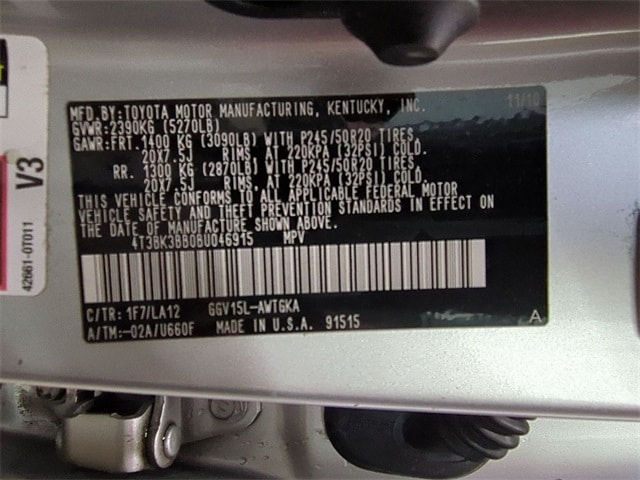 MFD.BY:TOYOTA MOTOR MANUFACTURING, KENTUCKY, INC. 11/10
GVWR:2390KG (5270LB)
GAWR:FRT.1400 KG (3090LB) WITH P245/50R20 TIRES.
20X7.5J RIMS, AT 220KPA (32PSI) COLD.
RR. 1300 KG (2870LB) WITH P245/50R20 TIRES.
20X7.5J RIMS, AT 220KPA (32PSI) COLD.
THIS VEHICLE CONFORMS TO ALL APPLICABLE FEDERAL MOTOR
VEHICLE SAFETY AND THEFT PREVENTION STANDARDS IN EFFECT ON
THE DATE OF MANUFACTURE SHOWN ABOVE.
4T3BK3BB0BU046915 MPV
C/TR: 1F7/LA12 GGV15L-AWTGKA
A/TM:-02A/U660F MADE IN U.S.A. 91515 A
V3
42661-0T011